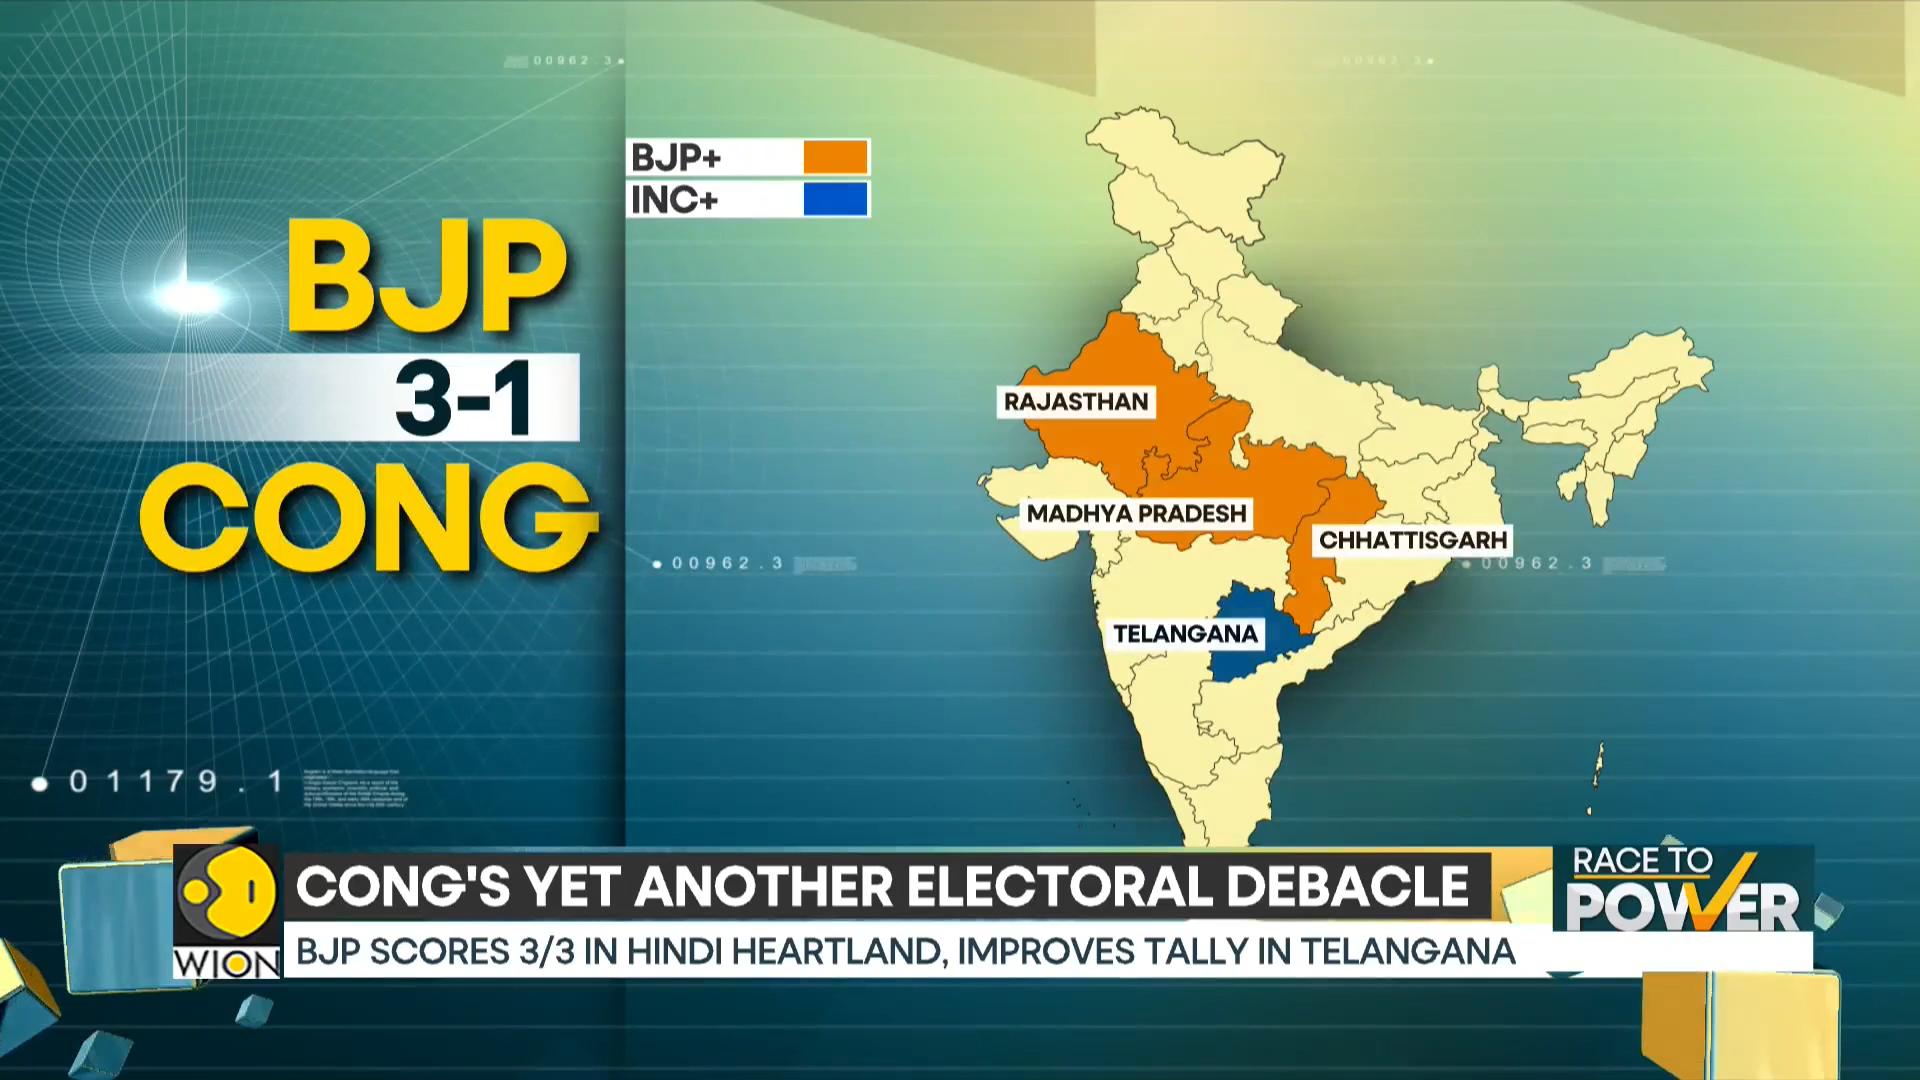 00962.3
00962.3
BJP+
INC+
BJP
3-1
CONG
RAJASTHAN
MADHYA PRADESH
CHHATTISGARH
00962.3
00962.3
TELANGANA
01179.1
CONG'S YET ANOTHER ELECTORAL DEBACLE
RACE TO
POWER
BJP SCORES 3/3 IN HINDI HEARTLAND, IMPROVES TALLY IN TELANGANA
WION